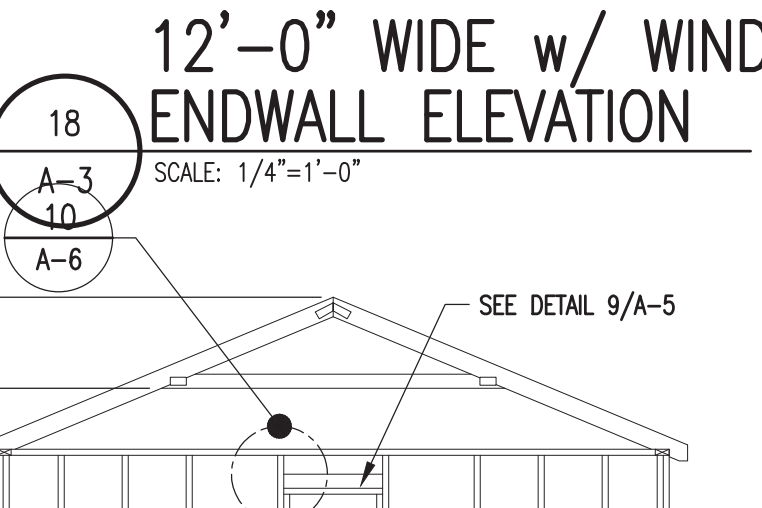 12'-0" WIDE w/ WIND
ENDWALL ELEVATION
18
A-3
SCALE: 1/4"=1'-0"
10
A-6
SEE DETAIL 9/A-5